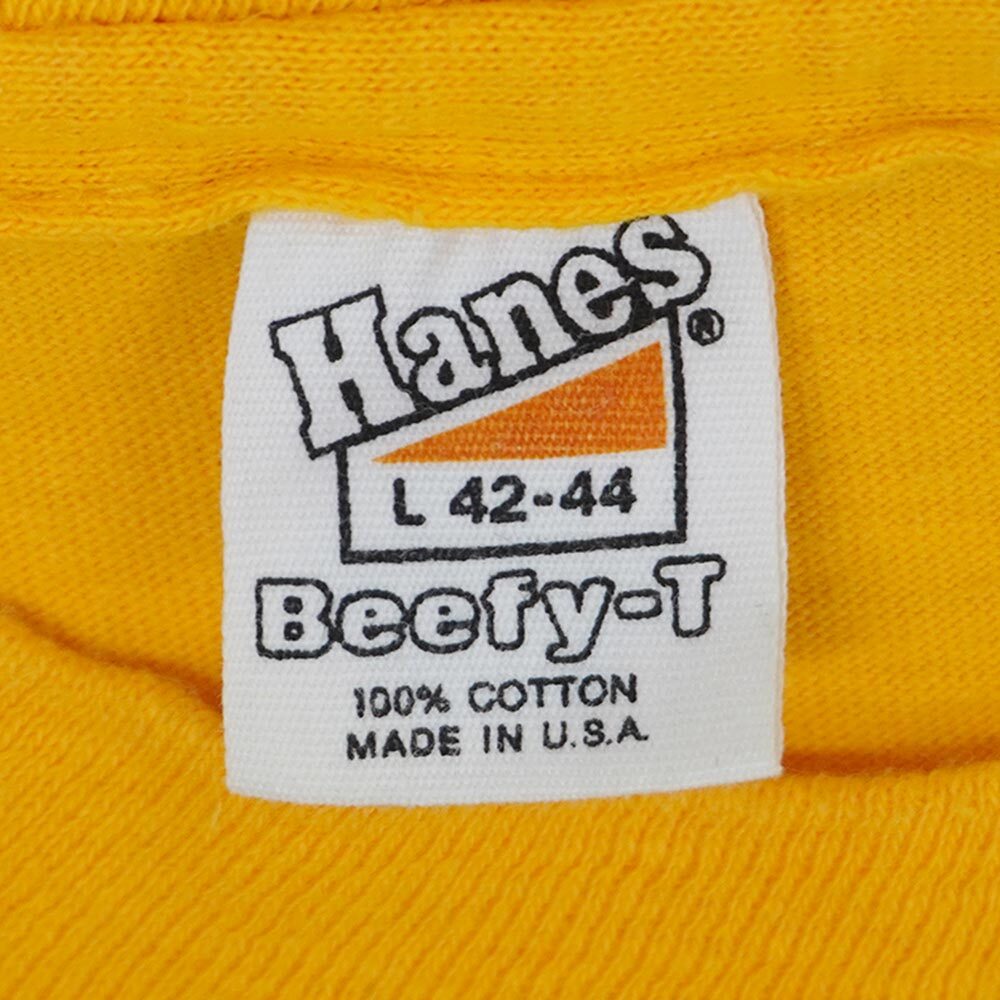 Hanes®
L 42-44
Beefy-T
100% COTTON
MADE IN U.S.A.